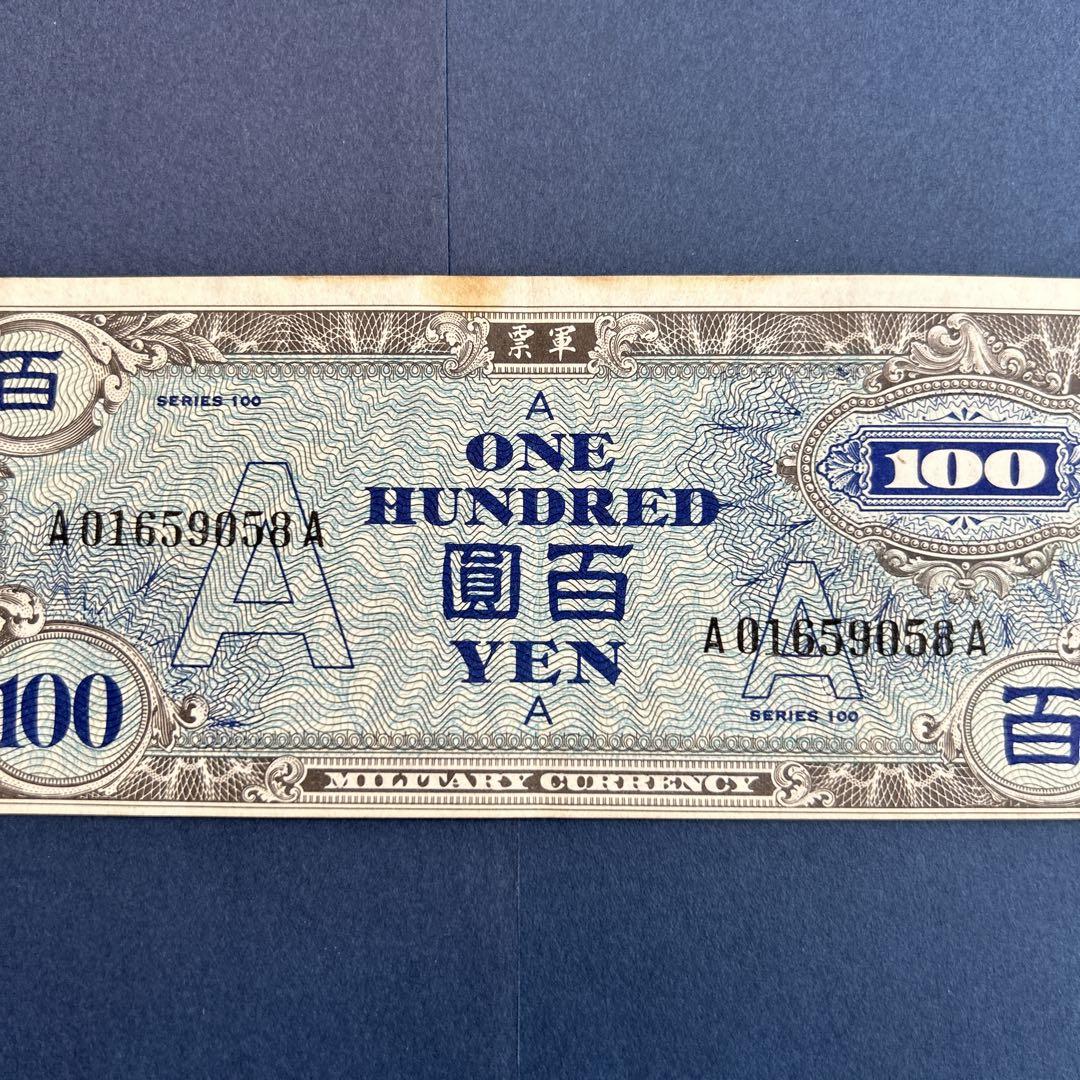 票軍
百
SERIES 100
A
100
ONE
HUNDRED
A01659058A
A
圓百
A
A01659058A
YEN
100
百
A
SERIES 100
MILITARY CURRENCY